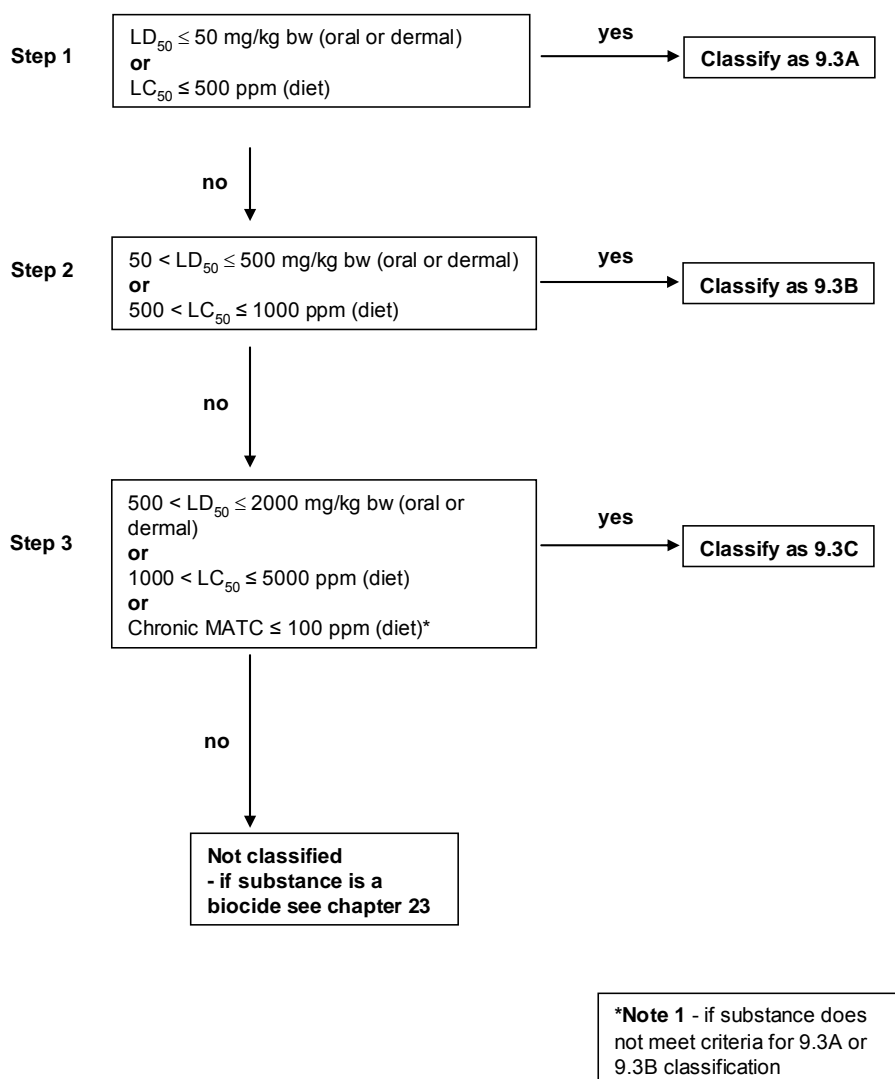 Step 1
LD50 ≤ 50 mg/kg bw (oral or dermal)
or
LC50 ≤ 500 ppm (diet)
yes
Classify as 9.3A
no
Step 2
50 < LD50 ≤ 500 mg/kg bw (oral or dermal)
or
500 < LC50 ≤ 1000 ppm (diet)
yes
Classify as 9.3B
no
Step 3
500 < LD50 ≤ 2000 mg/kg bw (oral or
dermal)
or
1000 < LC50 ≤ 5000 ppm (diet)
or
Chronic MATC ≤ 100 ppm (diet)*
yes
Classify as 9.3C
no
Not classified
- if substance is a
biocide see chapter 23
*Note 1 - if substance does
not meet criteria for 9.3A or
9.3B classification